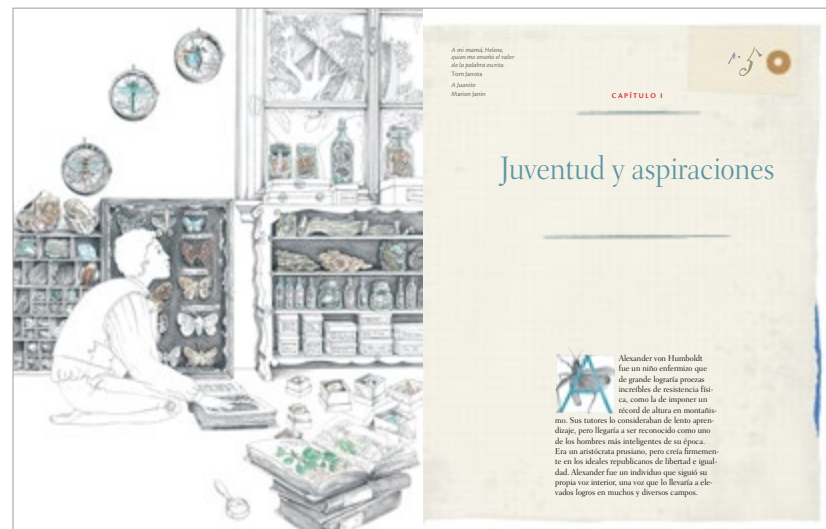 A mi mamá, Helene,
quien me enseñó el valor
de la palabra escrita.
Tom Janota
A Juanito
Marion Janin
CAPÍTULO I
Juventud y aspiraciones
Alexander von Humboldt
fue un niño enfermizo que
de grande lograría proezas
increíbles de resistencia físi-
ca, como la de imponer un
récord de altura en montañis-
mo. Sus tutores lo consideraban de lento apren-
dizaje, pero llegaría a ser reconocido como uno
de los hombres más inteligentes de su época.
Era un aristócrata prusiano, pero creía firmemen-
te en los ideales republicanos de libertad e igual-
dad. Alexander fue un individuo que siguió su
propia voz interior, una voz que lo llevaría a ele-
vados logros en muchos y diversos campos.